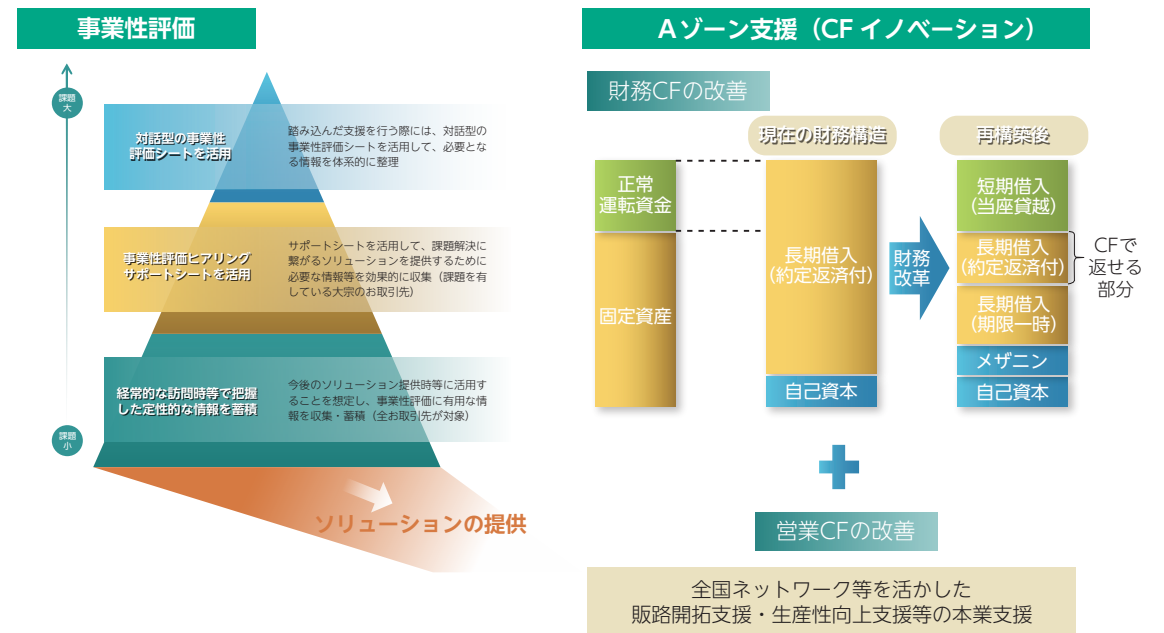 事業性評価
課題
大
対話型の事業性
評価シートを活用
踏み込んだ支援を行う際には、対話型の
事業性評価シートを活用して、必要とな
る情報を体系的に整理
事業性評価ヒアリング
サポートシートを活用
サポートシートを活用して、課題解決に
繋がるソリューションを提供するために
必要な情報等を効果的に収集（課題を有
している大宗のお取引先）
経常的な訪問時等で把握
した定性的な情報を蓄積
今後のソリューション提供時等に活用す
ることを想定し、事業性評価に有用な情
報を収集・蓄積（全お取引先が対象）
課題
小
ソリューションの提供
Aゾーン支援（CFイノベーション）
財務CFの改善
現在の財務構造
再構築後
正常
運転資金
固定資産
長期借入
(約定返済付)
自己資本
財務
改革
短期借入
(当座貸越)
長期借入
(約定返済付)
長期借入
(期限一時)
メザニン
自己資本
CFで
返せる
部分
営業CFの改善
全国ネットワーク等を活かした
販路開拓支援・生産性向上支援等の本業支援